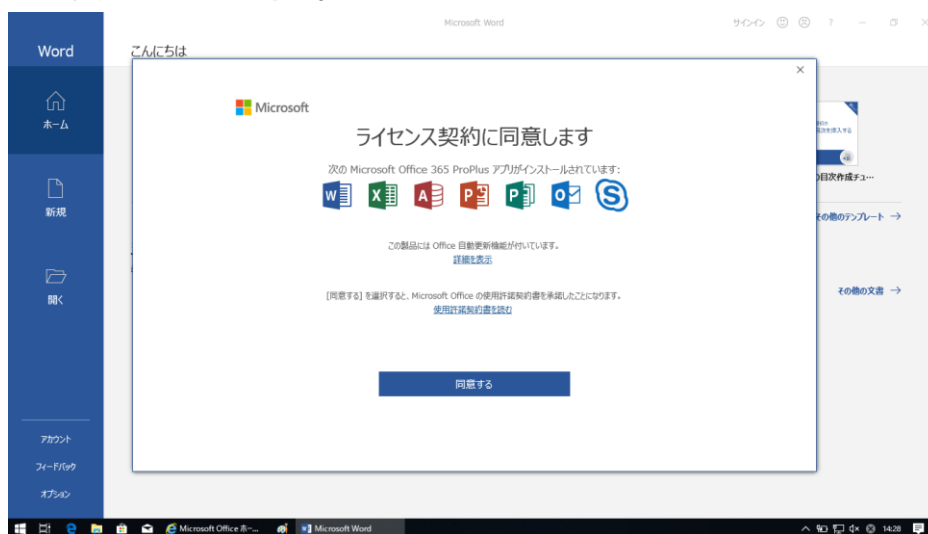 Microsoft Word
サインイン
?
Word
こんにちは
ホーム
新規
開く
Microsoft
ライセンス契約に同意します
次の Microsoft Office 365 ProPlus アプリがインストールされています:
この製品には Office 自動更新機能が付いています。
詳細を表示
[同意する] を選択すると、Microsoft Office の使用許諾契約書を承諾したことになります。
使用許諾契約書を読む
同意する
目次作成チュ…
その他のテンプレート →
その他の文書 →
アカウント
フィードバック
オプション
Microsoft Office ホー...
Microsoft Word
14:28